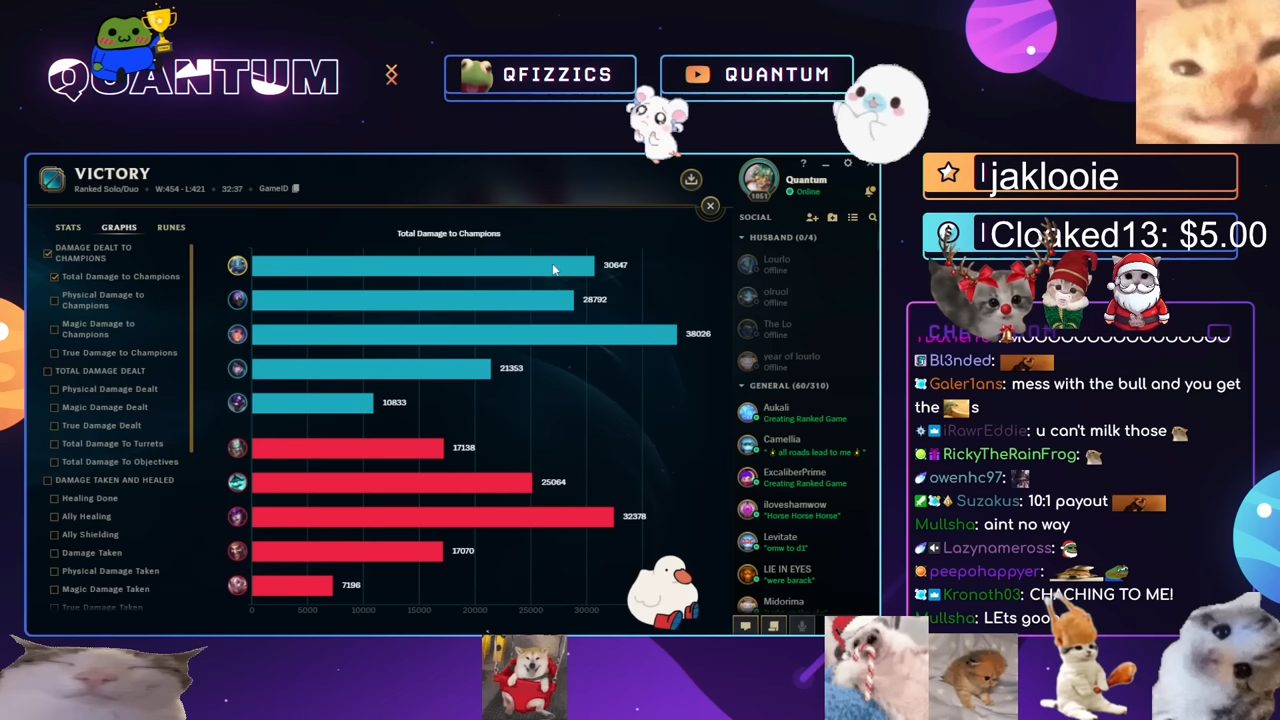 QUANTUM
QFIZZICS
QUANTUM
VICTORY
Ranked Solo/Duo • W:454 - L:421 • 32:37 • GameID
STATS GRAPHS RUNES
DAMAGE DEALT TO
CHAMPIONS
Total Damage to Champions
Physical Damage to
Champions
Magic Damage to
Champions
True Damage to Champions
TOTAL DAMAGE DEALT
Physical Damage Dealt
Magic Damage Dealt
True Damage Dealt
Total Damage To Turrets
Total Damage To Objectives
DAMAGE TAKEN AND HEALED
Healing Done
Ally Healing
Ally Shielding
Damage Taken
Physical Damage Taken
Magic Damage Taken
True Damage Taken
Total Damage to Champions
30647
28792
38026
21353
10833
17138
25064
32378
17070
7196
0 5000 10000 15000 20000 25000 30000
?
1051
Quantum
Online
SOCIAL
HUSBAND (0/4)
Lourlo
Offline
olruol
Offline
The Lo
Offline
year of lourlo
Offline
GENERAL (60/310)
Aukali
Creating Ranked Game
Camellia
" all roads lead to me "
ExcaliberPrime
Creating Ranked Game
iloveshamwow
"Horse Horse Horse"
Levitate
"omw to d1"
LIE IN EYES
"were barack"
Midorima
jaklooie
Cloaked13: $5.00
Bl3nded:
Galer1ans: mess with the bull and you get
the s
iRawrEddie: u can't milk those
RickyTheRainFrog:
owenhc97:
Suzakus: 10:1 payout
Mullsha: aint no way
Lazynameross:
peepohappyer:
Kronoth03: CHACHING TO ME!
Mullsha: LEts goo